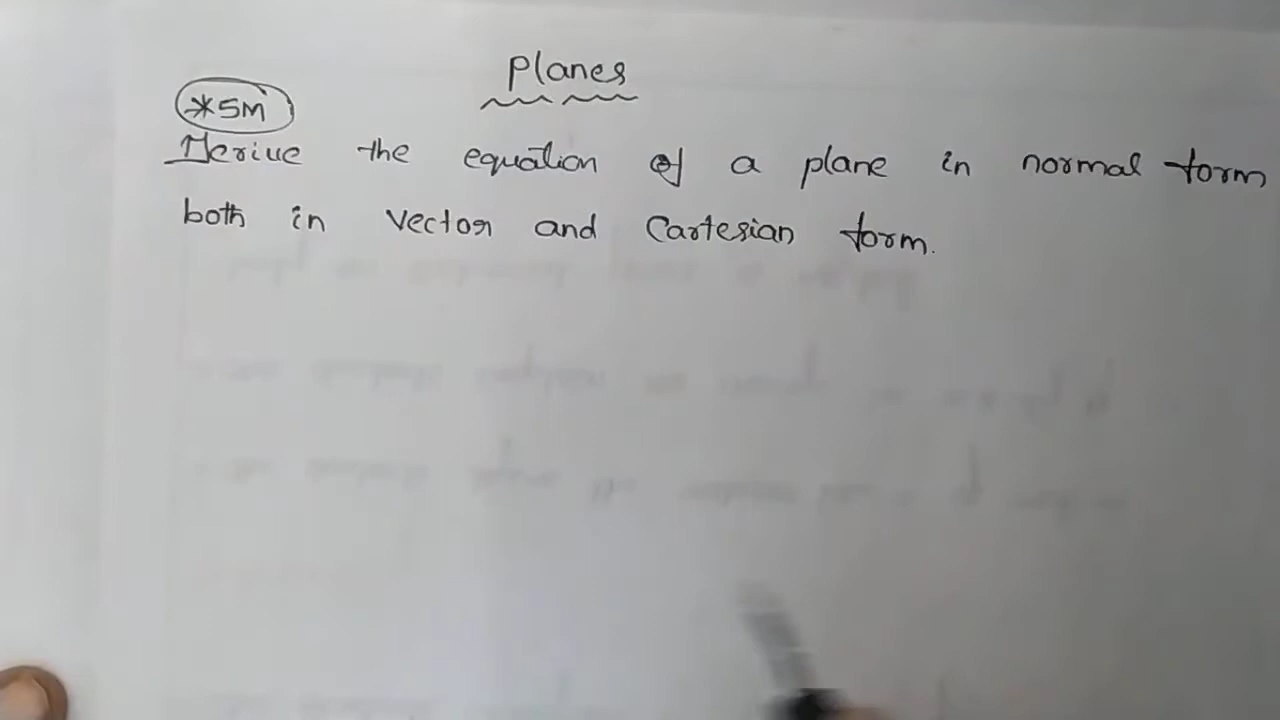 Planes
*5M
Derive the equation of a plane in normal form
both in Vector and Cartesian form.